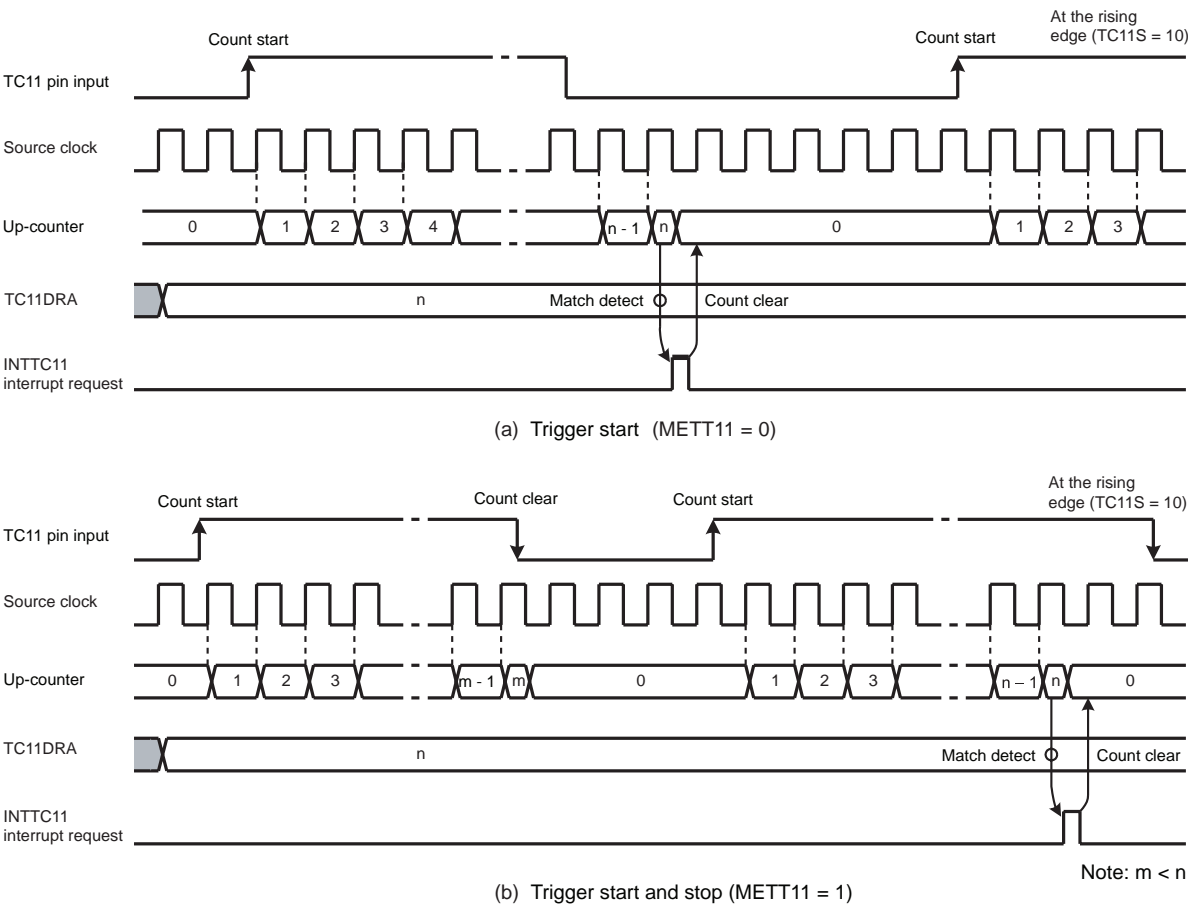 At the rising
edge (TC11S = 10)
Count start
Count start
TC11 pin input
Source clock
Up-counter
0 1 2 3 4 n - 1 n 0 1 2 3
TC11DRA
n
Match detect
Count clear
INTTC11
interrupt request
(a) Trigger start (METT11 = 0)
At the rising
edge (TC11S = 10)
Count start
Count clear
Count start
TC11 pin input
Source clock
Up-counter
0 1 2 3 m - 1 m 0 1 2 3 n – 1 n 0
TC11DRA
n
Match detect
Count clear
INTTC11
interrupt request
Note: m < n
(b) Trigger start and stop (METT11 = 1)